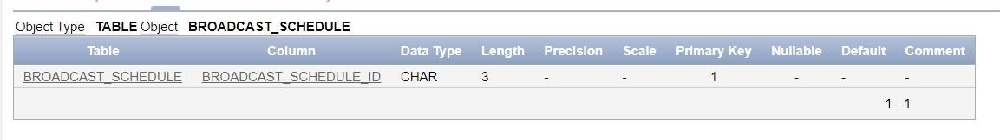 Object Type TABLE Object BROADCAST_SCHEDULE
Table Column Data Type Length Precision Scale Primary Key Nullable Default Comment
BROADCAST_SCHEDULE BROADCAST_SCHEDULE_ID CHAR 3 - - 1 - - -
1 - 1